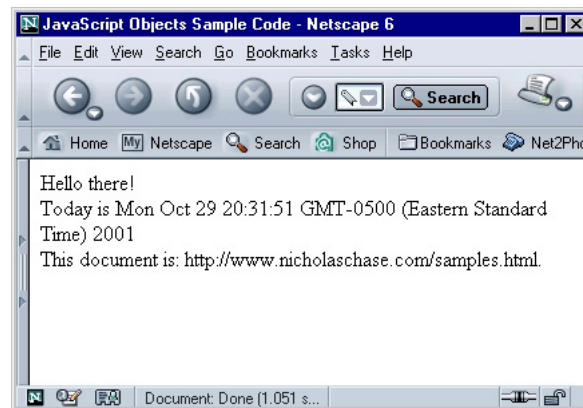 N JavaScript Objects Sample Code - Netscape 6
File Edit View Search Go Bookmarks Tasks Help
Search
Home My Netscape Search Shop Bookmarks Net2Pho
Hello there!
Today is Mon Oct 29 20:31:51 GMT-0500 (Eastern Standard
Time) 2001
This document is: http://www.nicholaschase.com/samples.html.
N Document: Done (1.051 s...